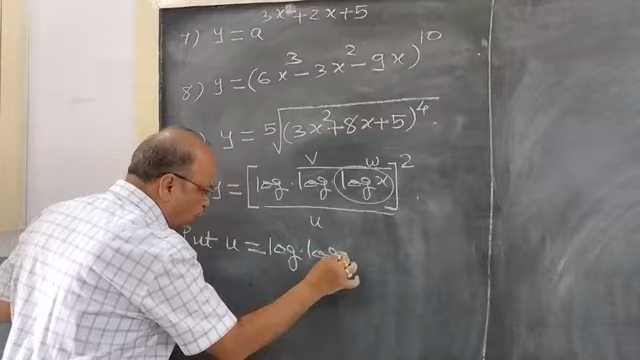 7) y = a^(3x²+2x+5)
8) y = (6x³ - 3x² - 9x)^10
) y = ⁵√(3x²+8x+5)⁴
v w
y = [log.log(log x)]²
u
Put u = log.log